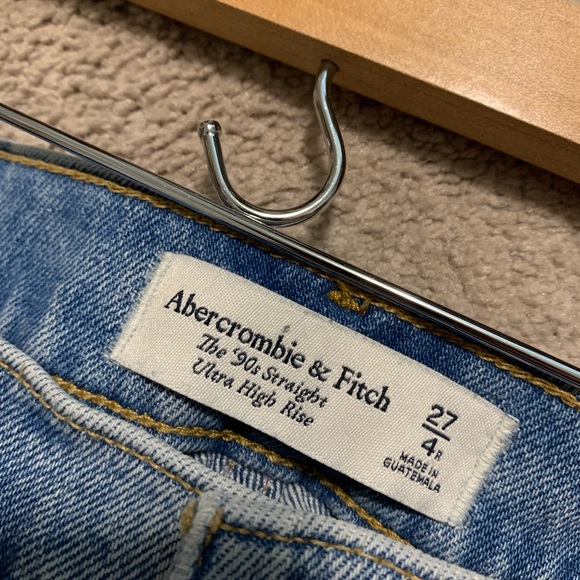 Abercrombie & Fitch
The '90s Straight
Ultra High Rise
27
4R
MADE IN
GUATEMALA